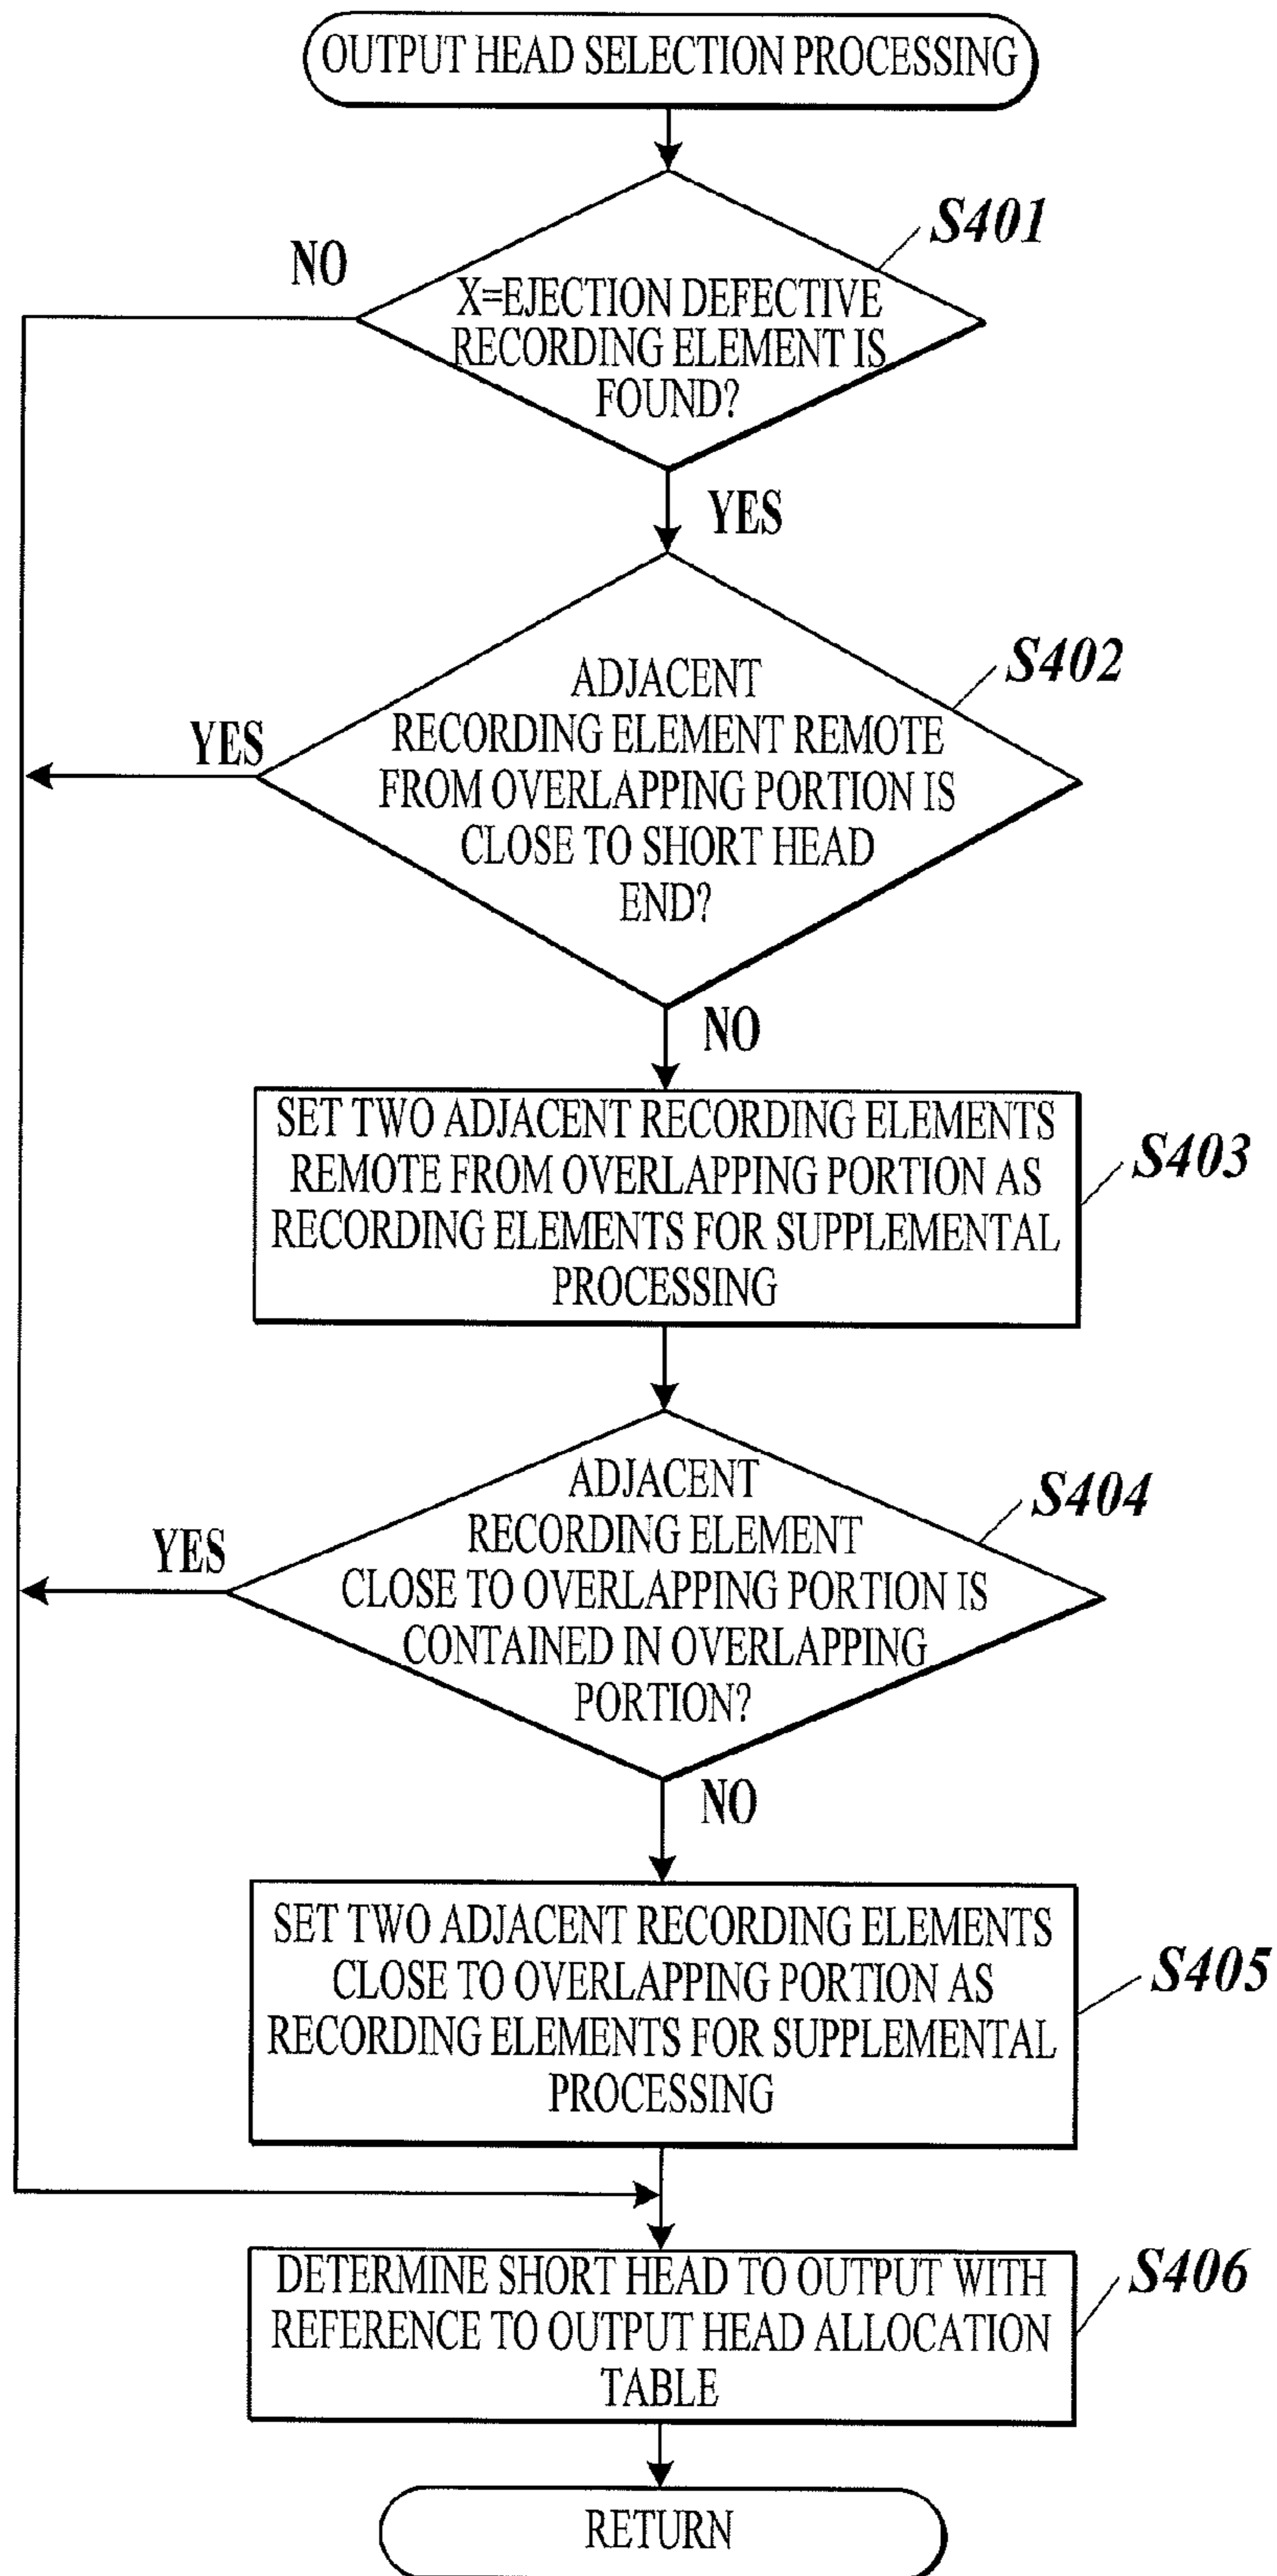 OUTPUT HEAD SELECTION PROCESSING
S401
NO
X=EJECTION DEFECTIVE
RECORDING ELEMENT IS
FOUND?
YES
S402
ADJACENT
RECORDING ELEMENT REMOTE
FROM OVERLAPPING PORTION IS
CLOSE TO SHORT HEAD
END?
YES
NO
SET TWO ADJACENT RECORDING ELEMENTS
REMOTE FROM OVERLAPPING PORTION AS
RECORDING ELEMENTS FOR SUPPLEMENTAL
PROCESSING
S403
ADJACENT
RECORDING ELEMENT
CLOSE TO OVERLAPPING PORTION IS
CONTAINED IN OVERLAPPING
PORTION?
S404
YES
NO
SET TWO ADJACENT RECORDING ELEMENTS
CLOSE TO OVERLAPPING PORTION AS
RECORDING ELEMENTS FOR SUPPLEMENTAL
PROCESSING
S405
DETERMINE SHORT HEAD TO OUTPUT WITH
REFERENCE TO OUTPUT HEAD ALLOCATION
TABLE
S406
RETURN